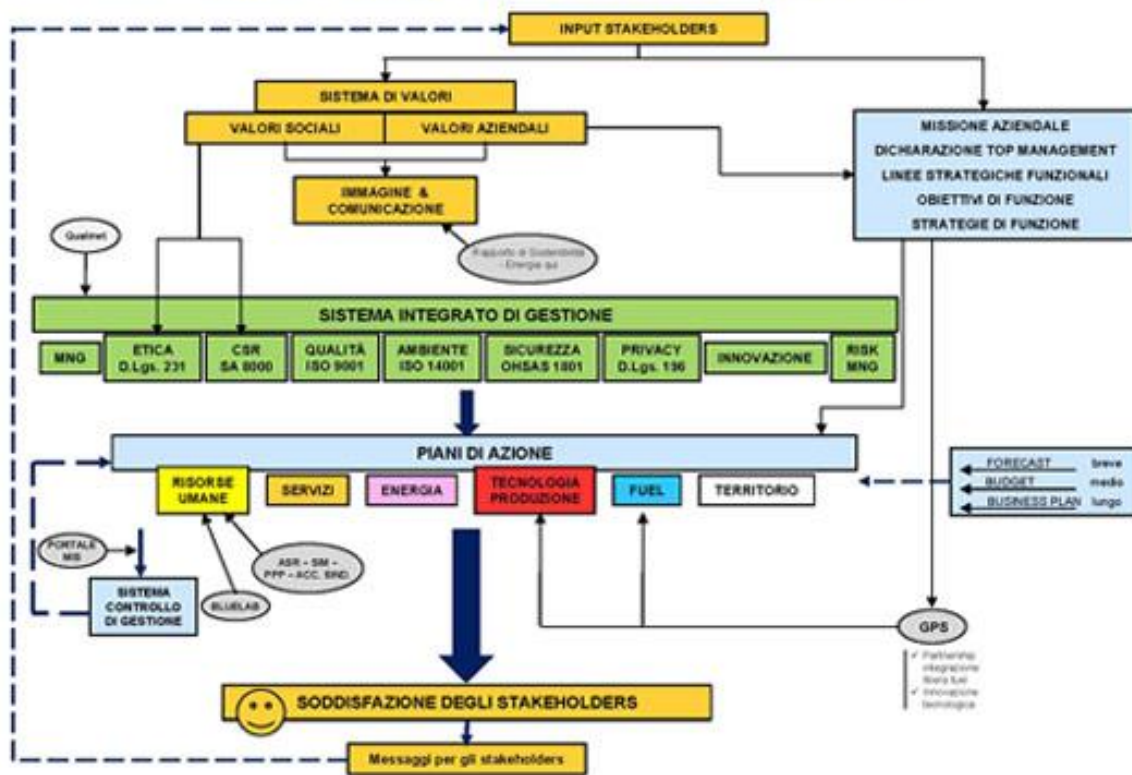 INPUT STAKEHOLDERS
SISTEMA DI VALORI
VALORI SOCIALI
VALORI AZIENDALI
IMMAGINE &
COMUNICAZIONE
MISSIONE AZIENDALE
DICHIARAZIONE TOP MANAGEMENT
LINEE STRATEGICHE FUNZIONALI
OBIETTIVI DI FUNZIONE
STRATEGIE DI FUNZIONE
Qualinet
Rapporto di Sostenibilità
- Energia qui
SISTEMA INTEGRATO DI GESTIONE
MNG
ETICA
D.Lgs. 231
CSR
SA 8000
QUALITÀ
ISO 9001
AMBIENTE
ISO 14001
SICUREZZA
OHSAS 1801
PRIVACY
D.Lgs. 196
INNOVAZIONE
RISK
MNG
PIANI DI AZIONE
RISORSE
UMANE
SERVIZI
ENERGIA
TECNOLOGIA
PRODUZIONE
FUEL
TERRITORIO
FORECAST breve
BUDGET medio
BUSINESS PLAN lungo
PORTALE
MIS
SISTEMA
CONTROLLO
DI GESTIONE
BLUELAB
ASR – SIM –
PPP – ACC. SIND.
GPS
✓ Partnership
integrazione
filiera fuel
✓ Innovazione
tecnologica
SODDISFAZIONE DEGLI STAKEHOLDERS
Messaggi per gli stakeholders